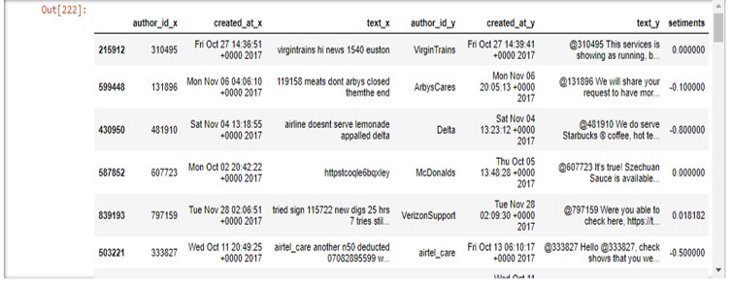 Out[222]:
author_id_x created_at_x text_x author_id_y created_at_y text_y setiments
215912 310495 Fri Oct 27 14:36:51 +0000 2017 virgintrains hi news 1540 euston VirginTrains Fri Oct 27 14:39:41 +0000 2017 @310495 This services is showing as running, b... 0.000000
599448 131896 Mon Nov 06 04:06:10 +0000 2017 119158 meats dont arbys closed themthe end ArbysCares Mon Nov 06 20:05:13 +0000 2017 @131896 We will share your request to have mor... -0.100000
430950 481910 Sat Nov 04 13:18:55 +0000 2017 airline doesnt serve lemonade appalled delta Delta Sat Nov 04 13:23:12 +0000 2017 @481910 We do serve Starbucks ® coffee, hot te... -0.800000
587852 607723 Mon Oct 02 20:42:22 +0000 2017 httpstcoqle6bqxley McDonalds Thu Oct 05 13:48:28 +0000 2017 @607723 It's true! Szechuan Sauce is available... 0.000000
839193 797159 Tue Nov 28 02:06:51 +0000 2017 tried sign 115722 new digs 25 hrs 7 tries stil... VerizonSupport Tue Nov 28 02:09:30 +0000 2017 @797159 Were you able to check here, https://t... 0.018182
503221 333827 Wed Oct 11 20:49:25 +0000 2017 airtel_care another n50 deducted 07082895599 w... airtel_care Fri Oct 13 06:10:17 +0000 2017 @333827 Hello @333827, check shows that you we... -0.500000
Wed Oct 11